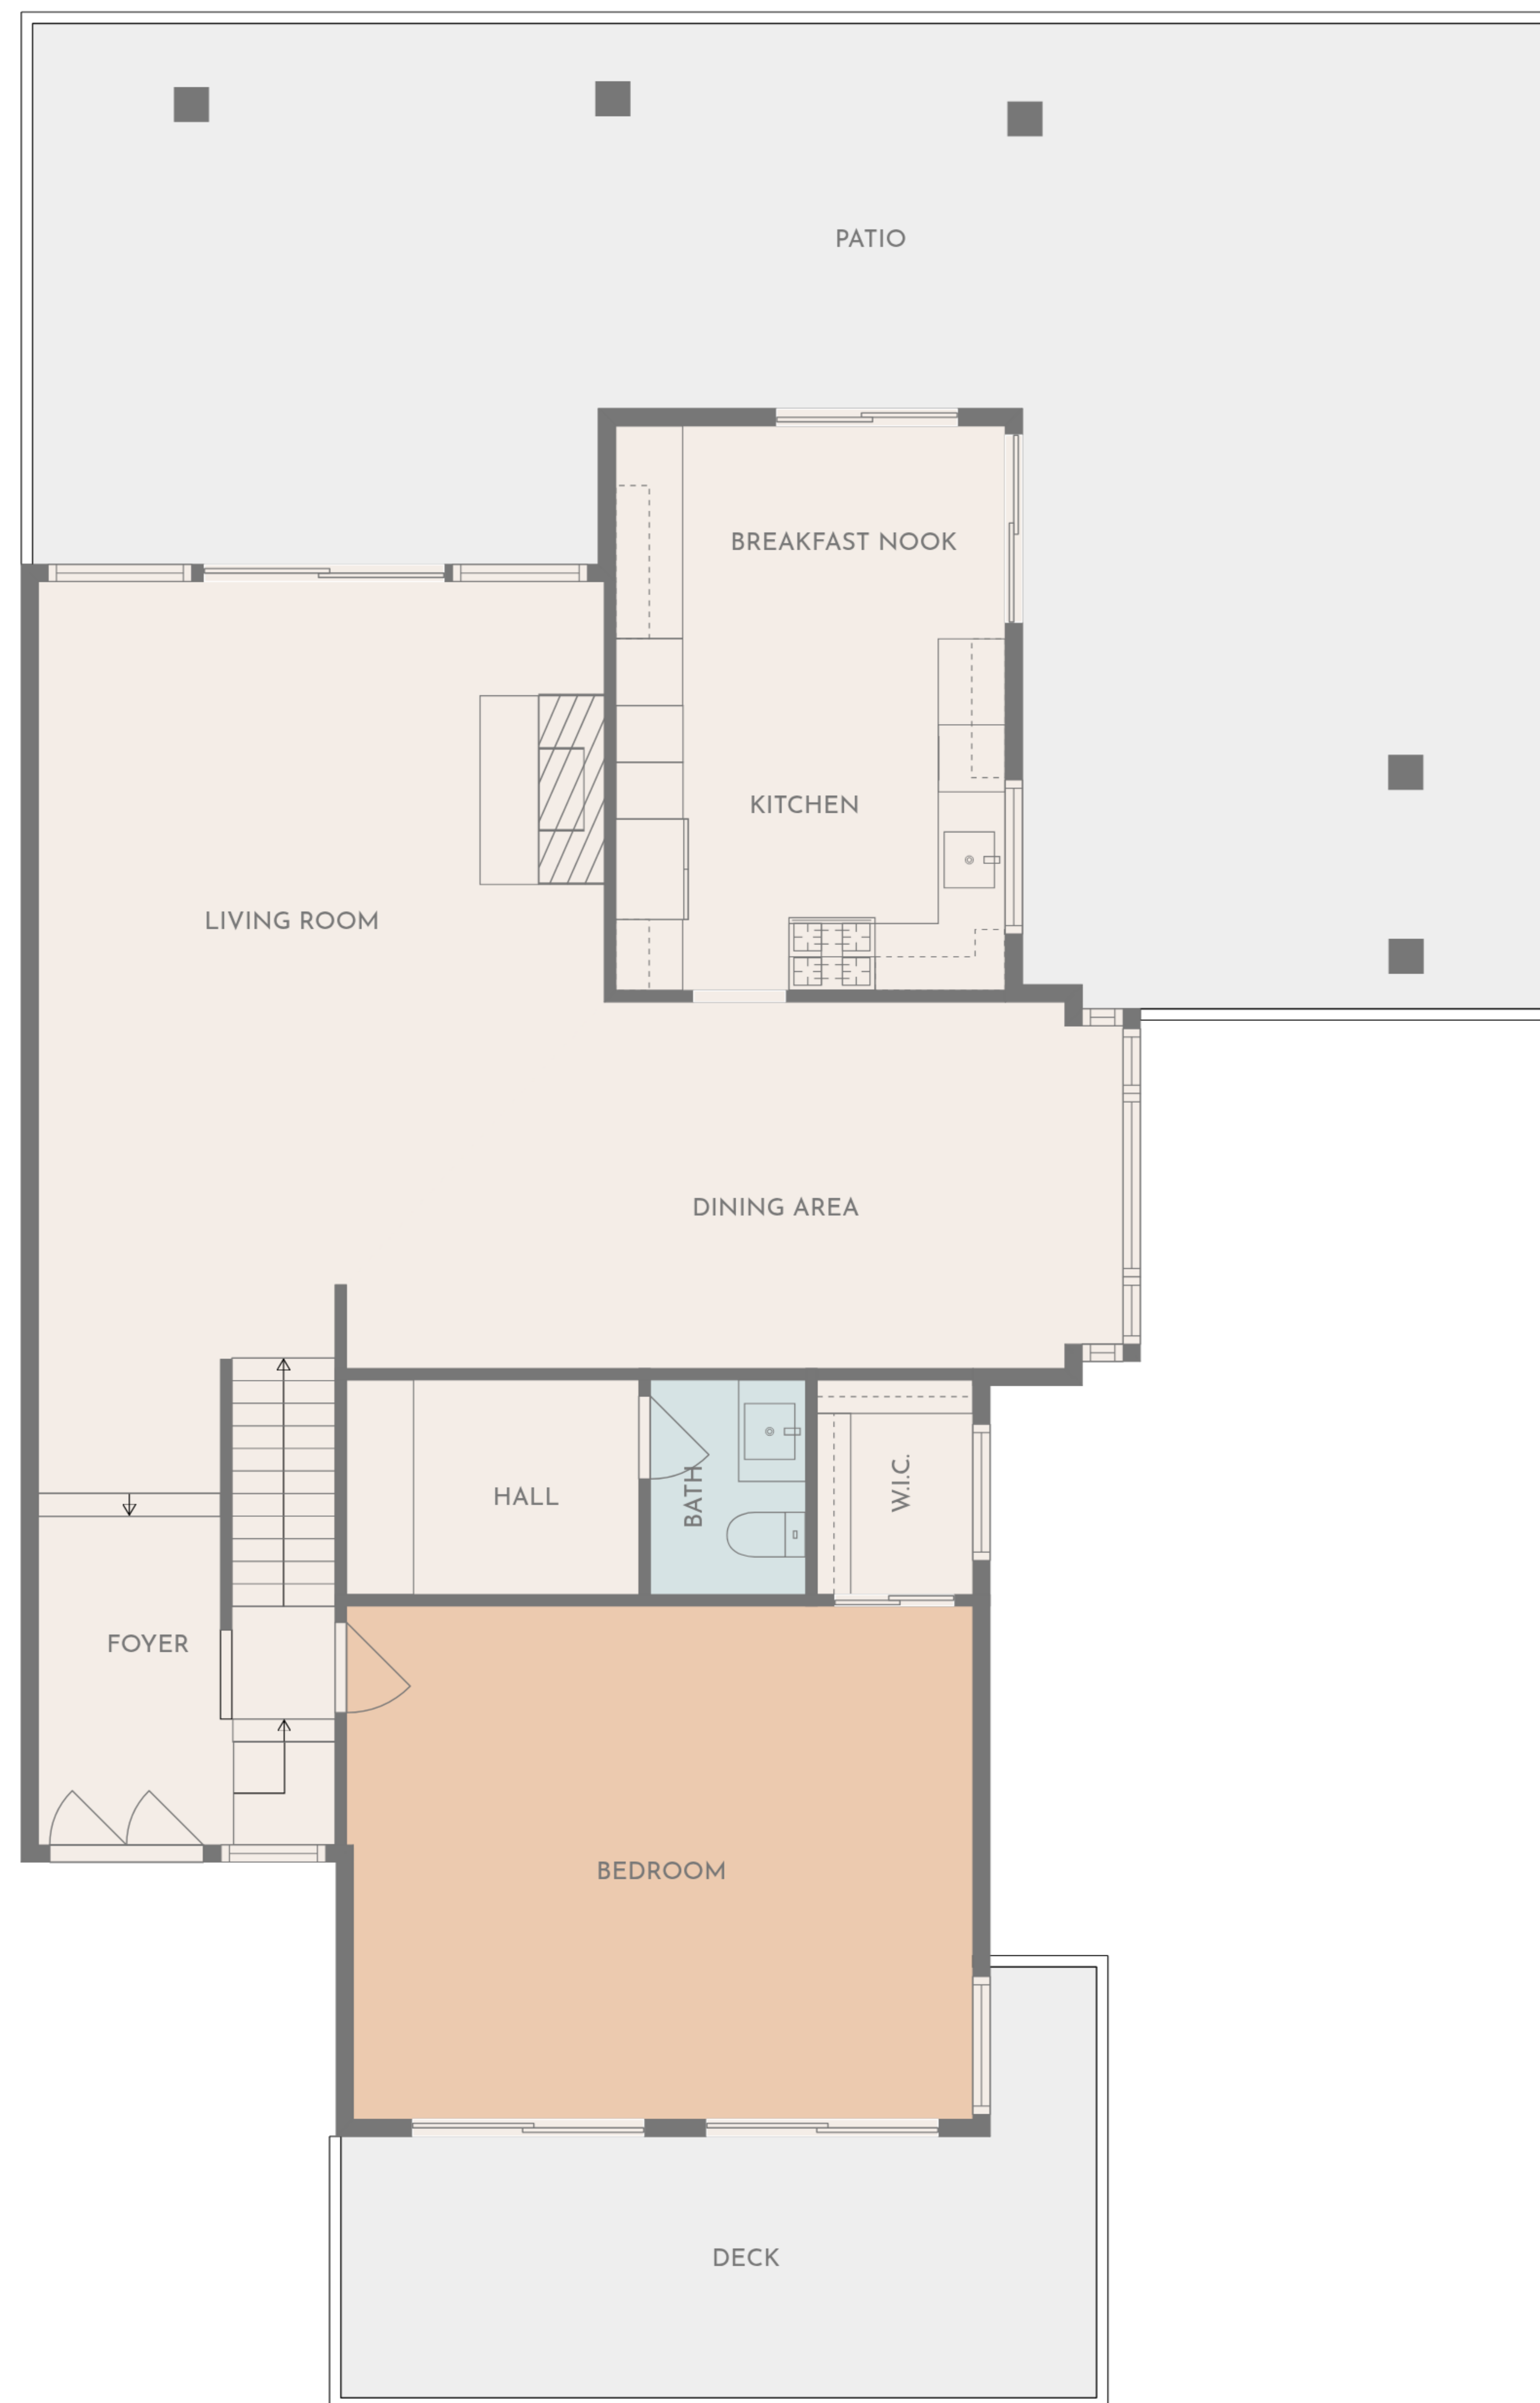 PATIO
BREAKFAST NOOK
KITCHEN
LIVING ROOM
DINING AREA
HALL
BATH
W.I.C.
FOYER
BEDROOM
DECK